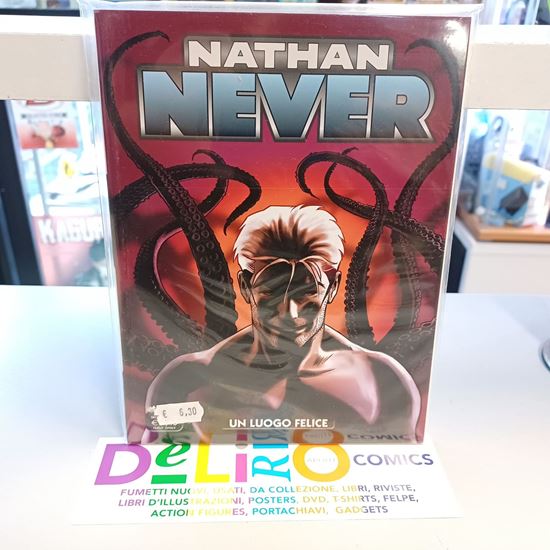 NATHAN
NEVER
€ 6,30
UN LUOGO FELICE
DeLiRiO COMICS
FUMETTI NUOVI, USATI, DA COLLEZIONE, LIBRI, RIVISTE,
LIBRI D'ILLUSTRAZIONI, POSTERS, DVD, T-SHIRTS, FELPE,
ACTION FIGURES, PORTACHIAVI, GADGETS